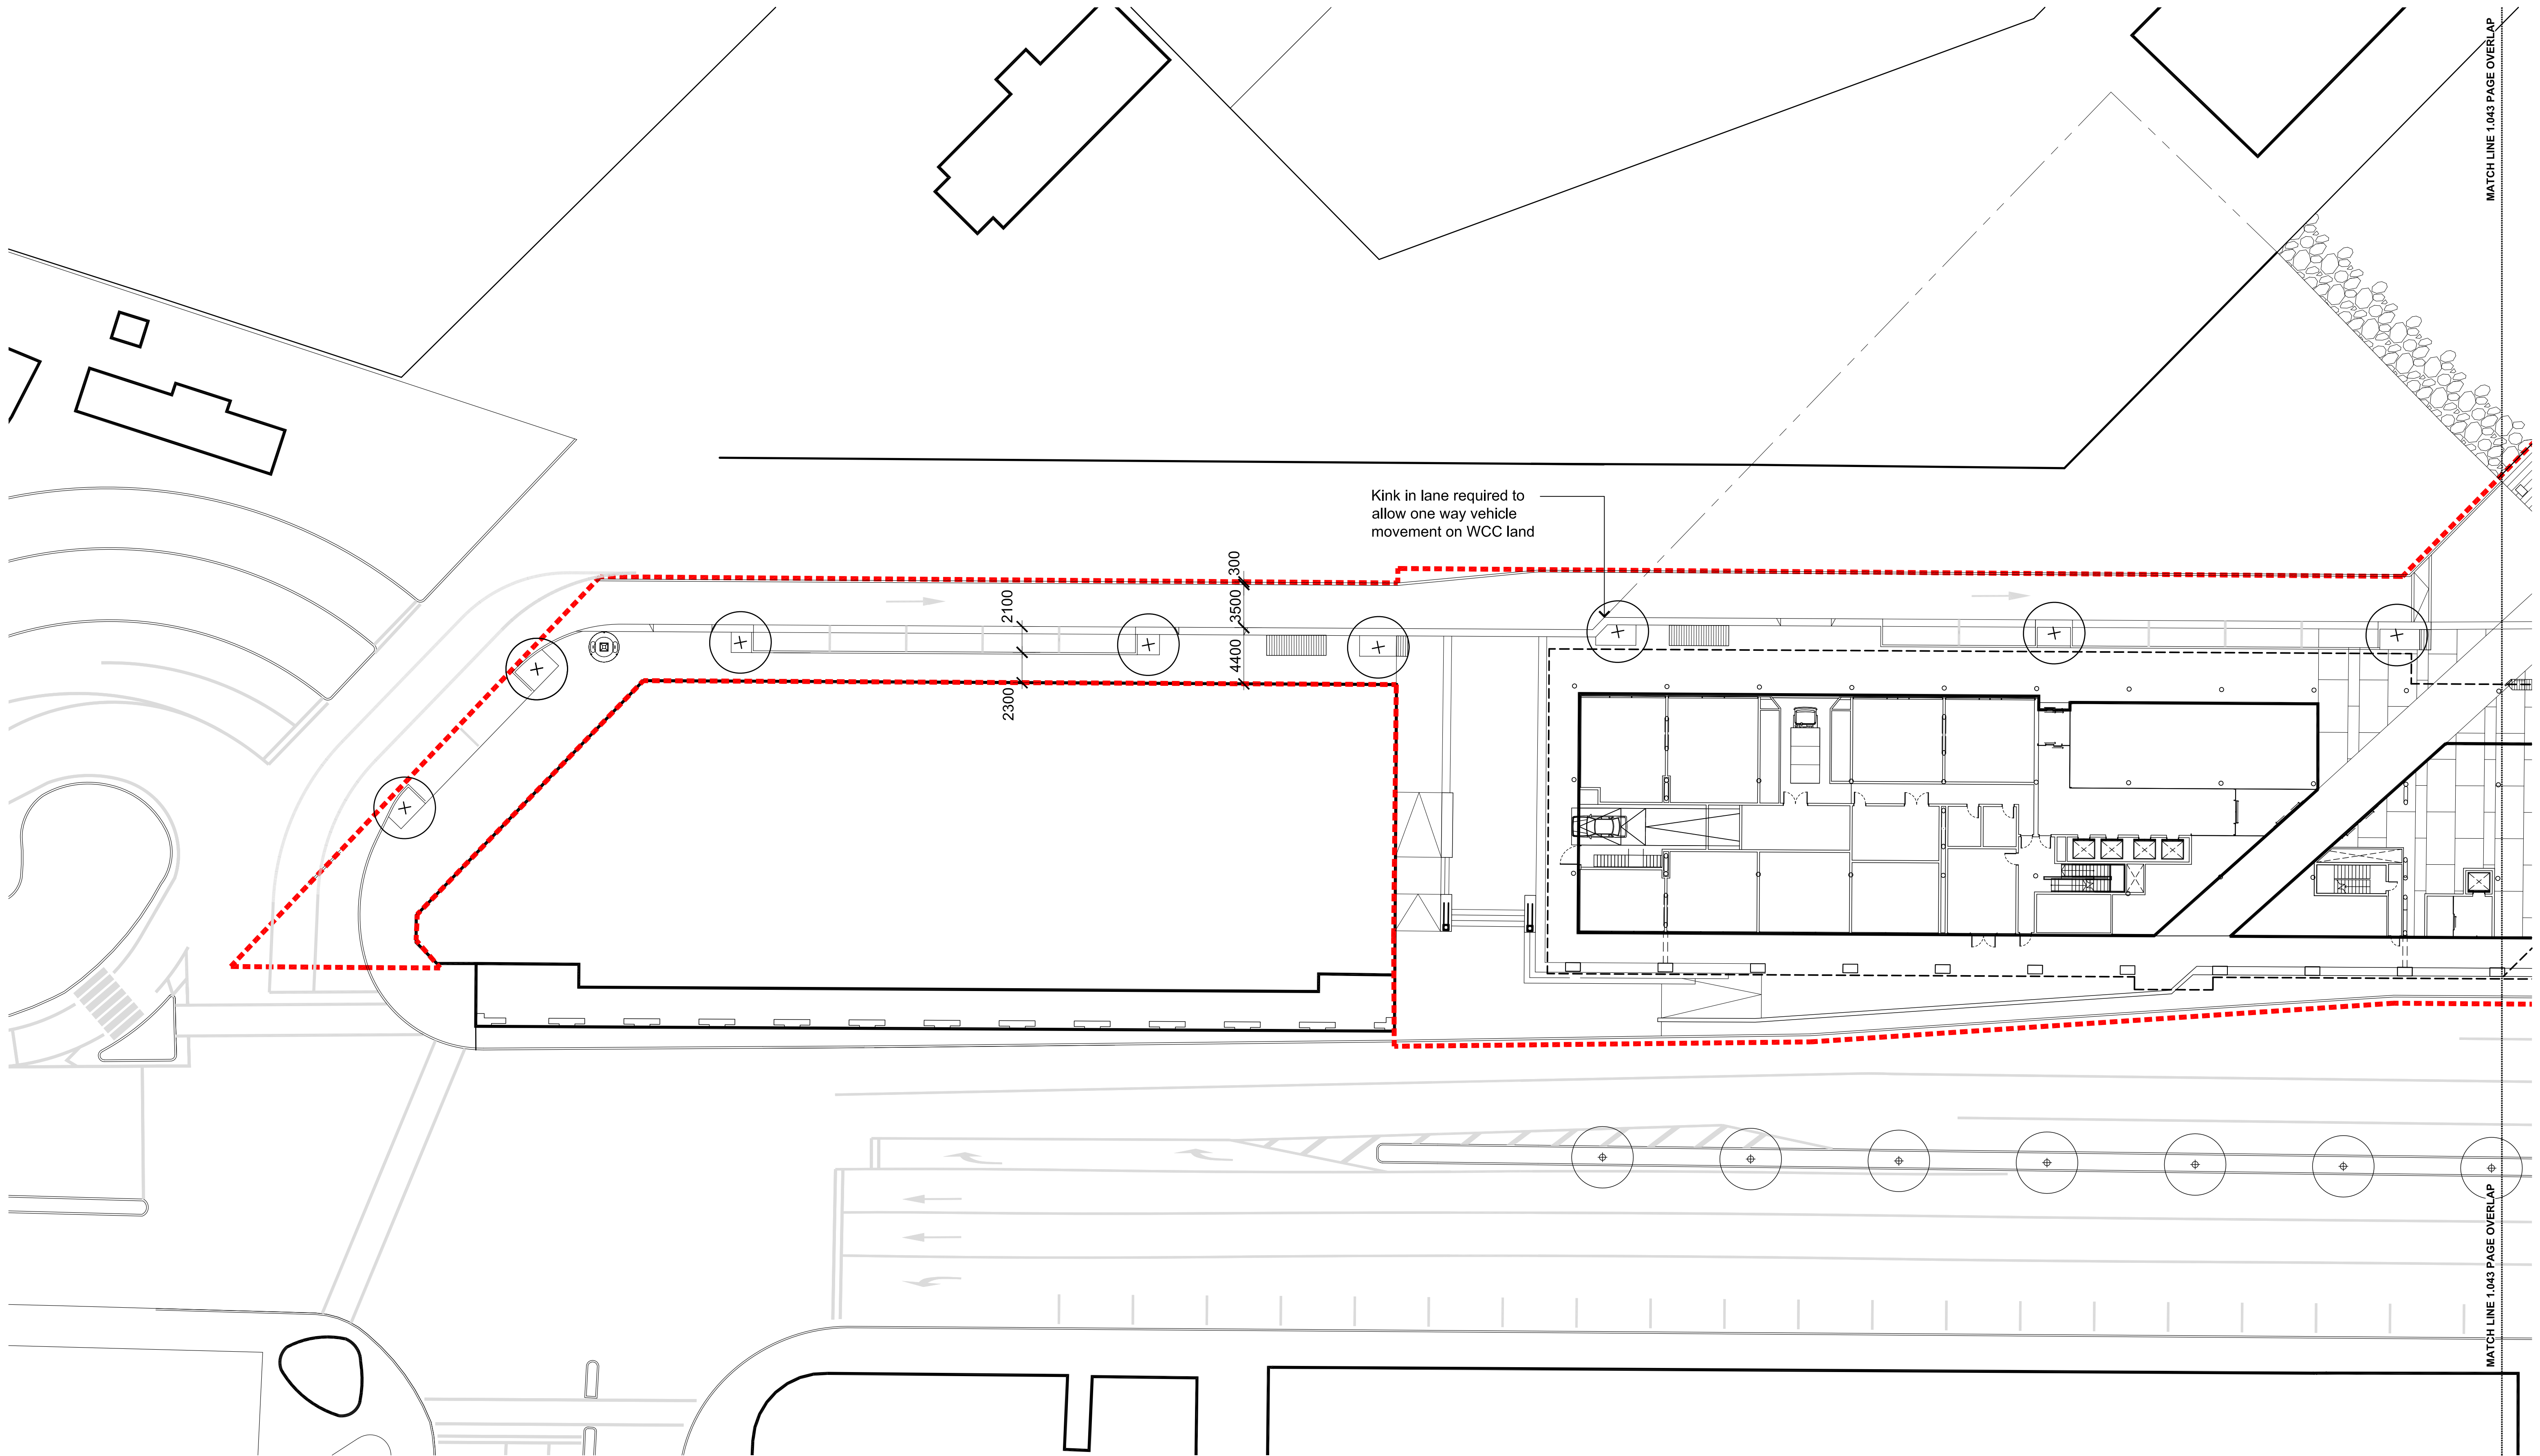 MATCH LINE 1.043 PAGE OVERLAP
Kink in lane required to
allow one way vehicle
movement on WCC land
300
3500
2100
4400
2300
MATCH LINE 1.043 PAGE OVERLAP